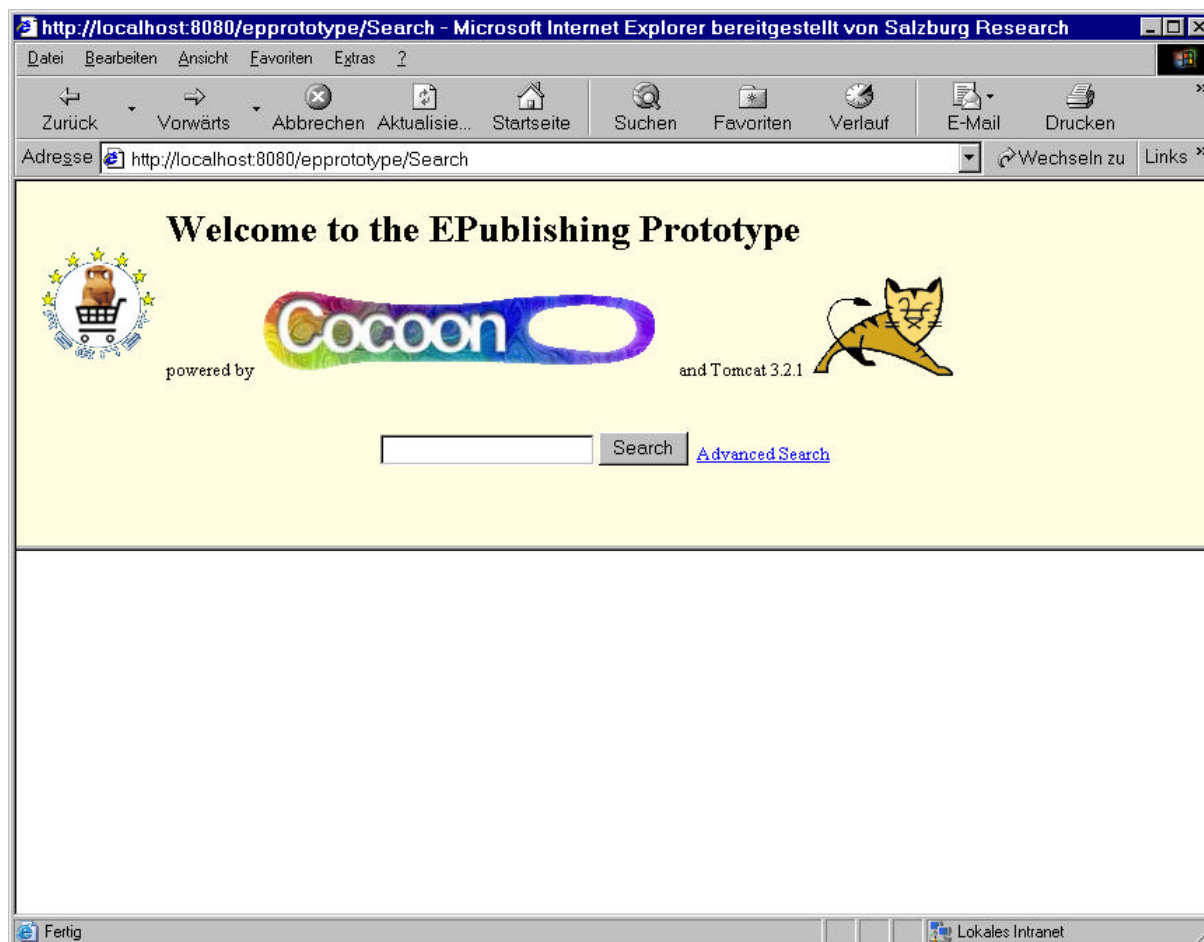 http://localhost:8080/epprototype/Search - Microsoft Internet Explorer bereitgestellt von Salzburg Research
Datei Bearbeiten Ansicht Favoriten Extras ?
Zurück Vorwärts Abbrechen Aktualisie... Startseite Suchen Favoriten Verlauf E-Mail Drucken »
Adresse http://localhost:8080/epprototype/Search Wechseln zu Links »
Welcome to the EPublishing Prototype
powered by Cocoon and Tomcat 3.2.1
Search Advanced Search
Fertig Lokales Intranet